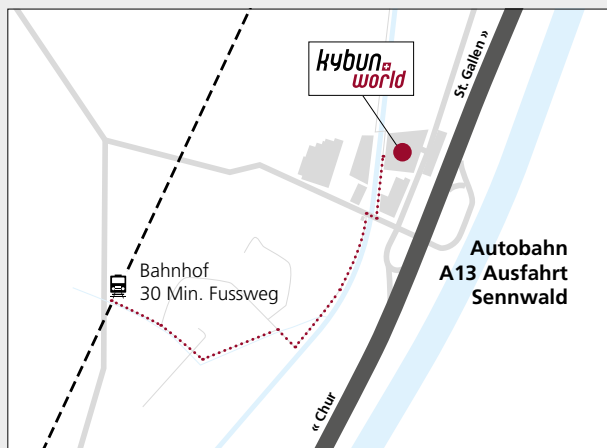 kybun
world
St. Gallen »
Autobahn
A13 Ausfahrt
Sennwald
Bahnhof
30 Min. Fussweg
« Chur